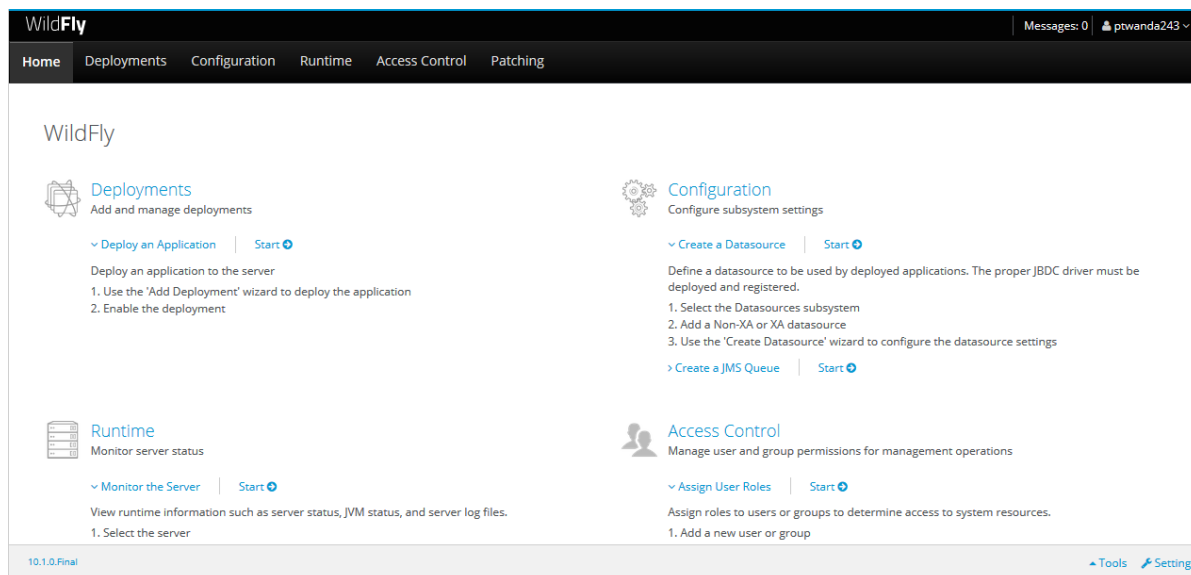 WildFly
Messages: 0 ptwanda243
Home Deployments Configuration Runtime Access Control Patching
WildFly
Deployments
Add and manage deployments
Deploy an Application Start
Deploy an application to the server
1. Use the 'Add Deployment' wizard to deploy the application
2. Enable the deployment
Configuration
Configure subsystem settings
Create a Datasource Start
Define a datasource to be used by deployed applications. The proper JBDC driver must be
deployed and registered.
1. Select the Datasources subsystem
2. Add a Non-XA or XA datasource
3. Use the 'Create Datasource' wizard to configure the datasource settings
Create a JMS Queue Start
Runtime
Monitor server status
Monitor the Server Start
View runtime information such as server status, JVM status, and server log files.
1. Select the server
Access Control
Manage user and group permissions for management operations
Assign User Roles Start
Assign roles to users or groups to determine access to system resources.
1. Add a new user or group
10.1.0.Final
Tools Setting